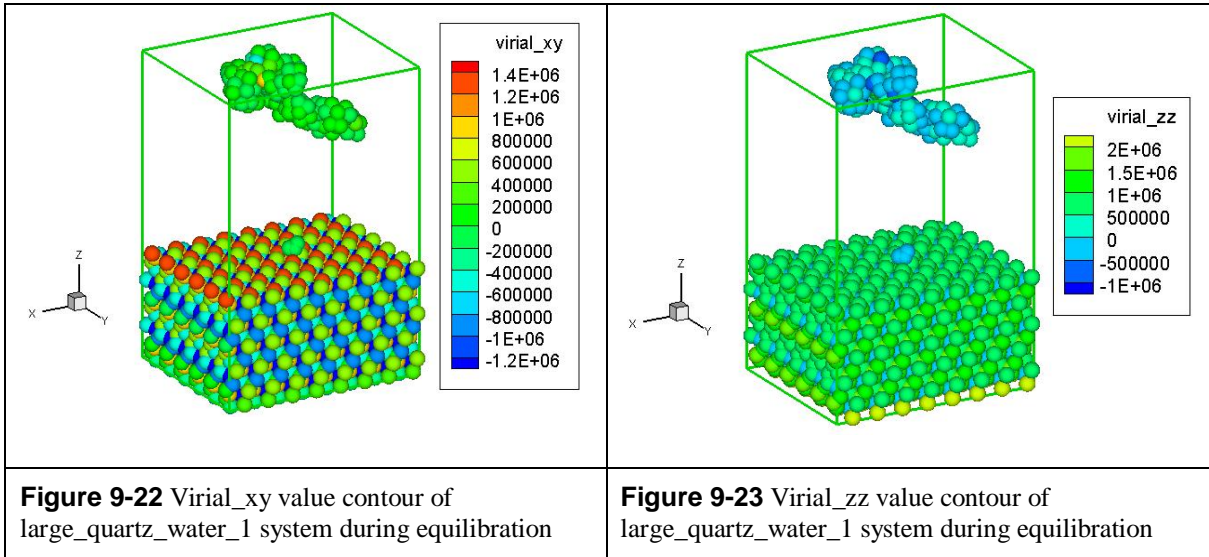 virial_xy
1.4E+06
1.2E+06
1E+06
800000
600000
400000
200000
0
-200000
-400000
-600000
-800000
-1E+06
-1.2E+06
Z
X
Y
virial_zz
2E+06
1.5E+06
1E+06
500000
0
-500000
-1E+06
Z
X
Y
Figure 9-22 Virial_xy value contour of
large_quartz_water_1 system during equilibration
Figure 9-23 Virial_zz value contour of
large_quartz_water_1 system during equilibration